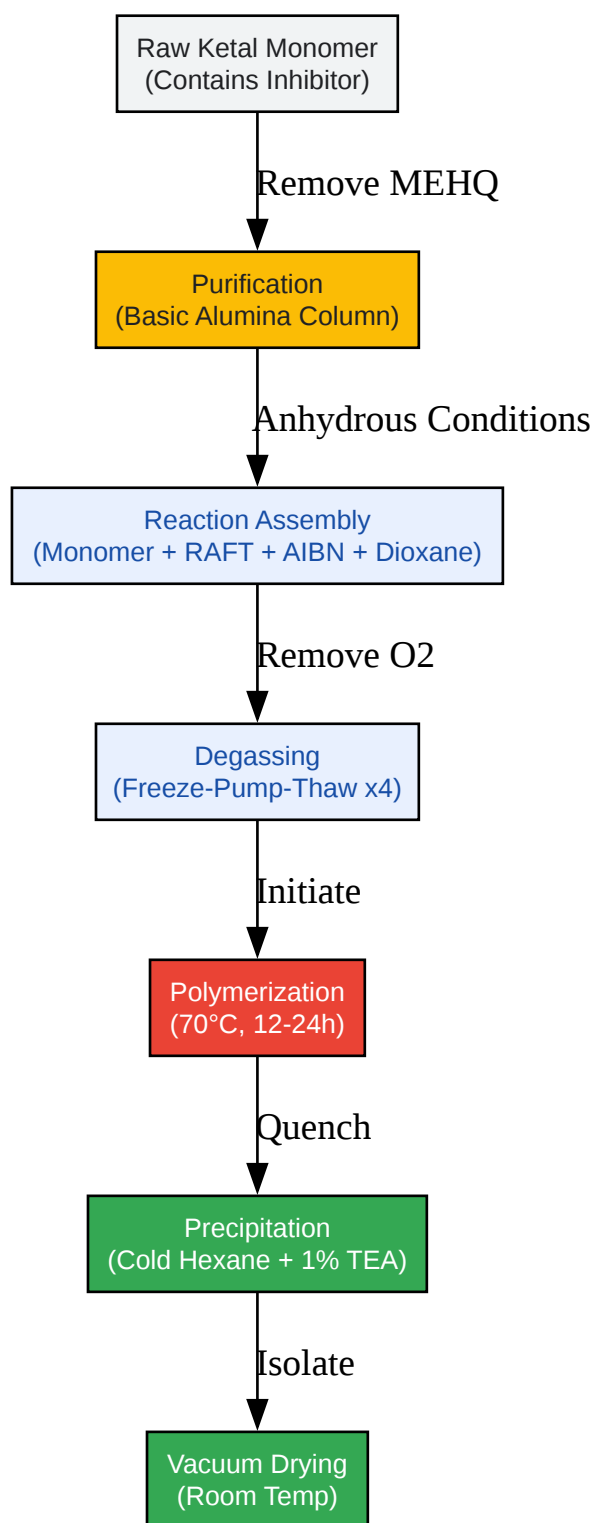 Raw Ketal Monomer
(Contains Inhibitor)
Remove MEHQ
Purification
(Basic Alumina Column)
Anhydrous Conditions
Reaction Assembly
(Monomer + RAFT + AIBN + Dioxane)
Remove O2
Degassing
(Freeze-Pump-Thaw x4)
Initiate
Polymerization
(70°C, 12-24h)
Quench
Precipitation
(Cold Hexane + 1% TEA)
Isolate
Vacuum Drying
(Room Temp)